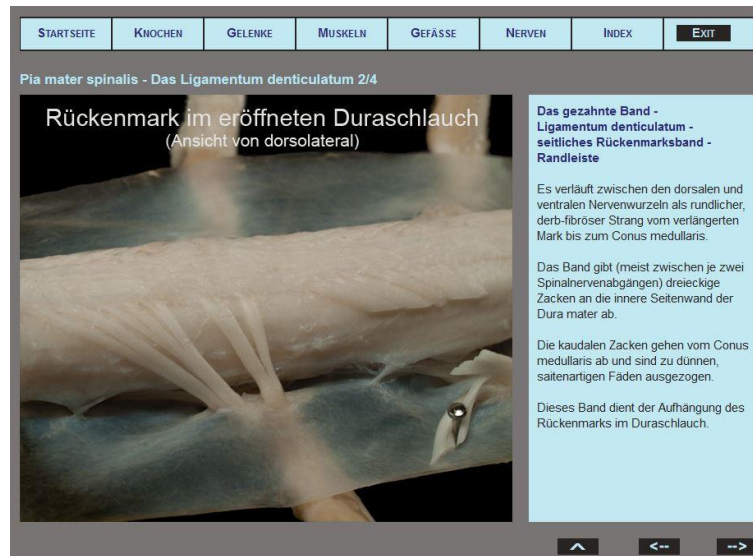 STARTSEITE KNOCHEN GELENKE MUSKELN GEFÄSSE NERVEN INDEX EXIT
Pia mater spinalis - Das Ligamentum denticulatum 2/4
Rückenmark im eröffneten Duraschlauch
(Ansicht von dorsolateral)
Das gezahnte Band -
Ligamentum denticulatum -
seitliches Rückenmarksband -
Randleiste
Es verläuft zwischen den dorsalen und
ventralen Nervenwurzeln als rundlicher,
derb-fibröser Strang vom verlängerten
Mark bis zum Conus medullaris.
Das Band gibt (meist zwischen je zwei
Spinalnervenabgängen) dreieckige
Zacken an die innere Seitenwand der
Dura mater ab.
Die kaudalen Zacken gehen vom Conus
medullaris ab und sind zu dünnen,
saitenartigen Fäden ausgezogen.
Dieses Band dient der Aufhängung des
Rückenmarks im Duraschlauch.
^ <-- -->